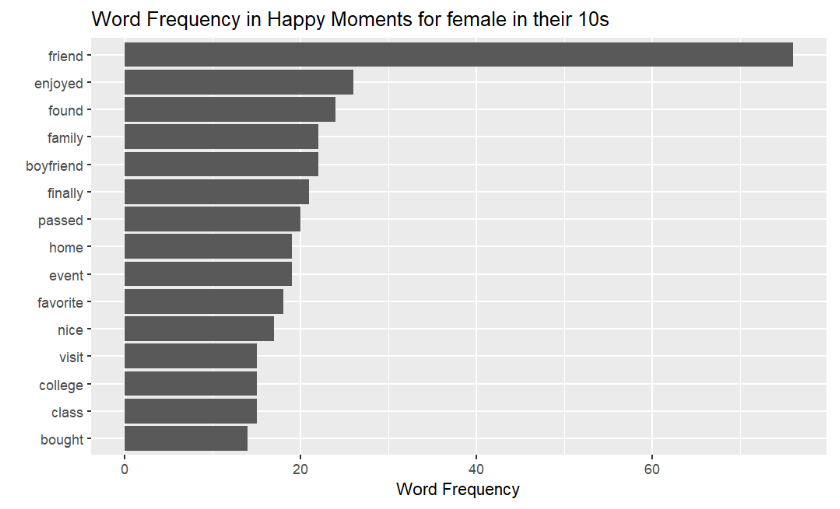 Word Frequency in Happy Moments for female in their 10s
friend
enjoyed
found
family
boyfriend
finally
passed
home
event
favorite
nice
visit
college
class
bought
0 20 40 60
Word Frequency